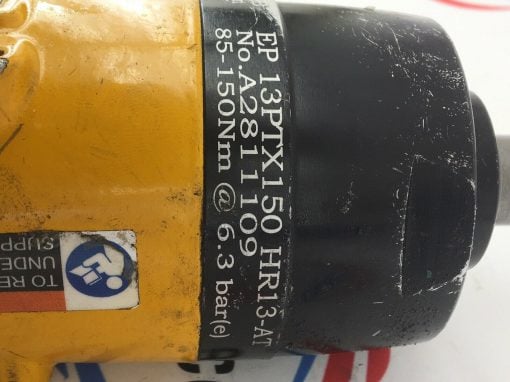 EP 13PTX150 HR13-AT
No.A2811109
85-150Nm @ 6.3 bar(e)
TO RE
UNDE
SUPP